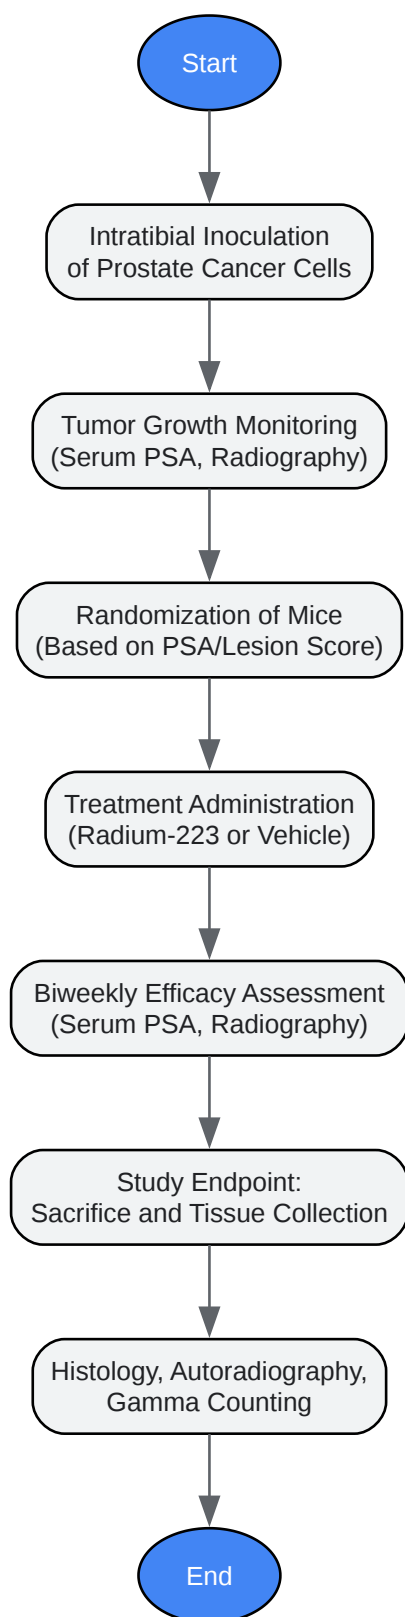 Start
Intratibial Inoculation
of Prostate Cancer Cells
Tumor Growth Monitoring
(Serum PSA, Radiography)
Randomization of Mice
(Based on PSA/Lesion Score)
Treatment Administration
(Radium-223 or Vehicle)
Biweekly Efficacy Assessment
(Serum PSA, Radiography)
Study Endpoint:
Sacrifice and Tissue Collection
Histology, Autoradiography,
Gamma Counting
End